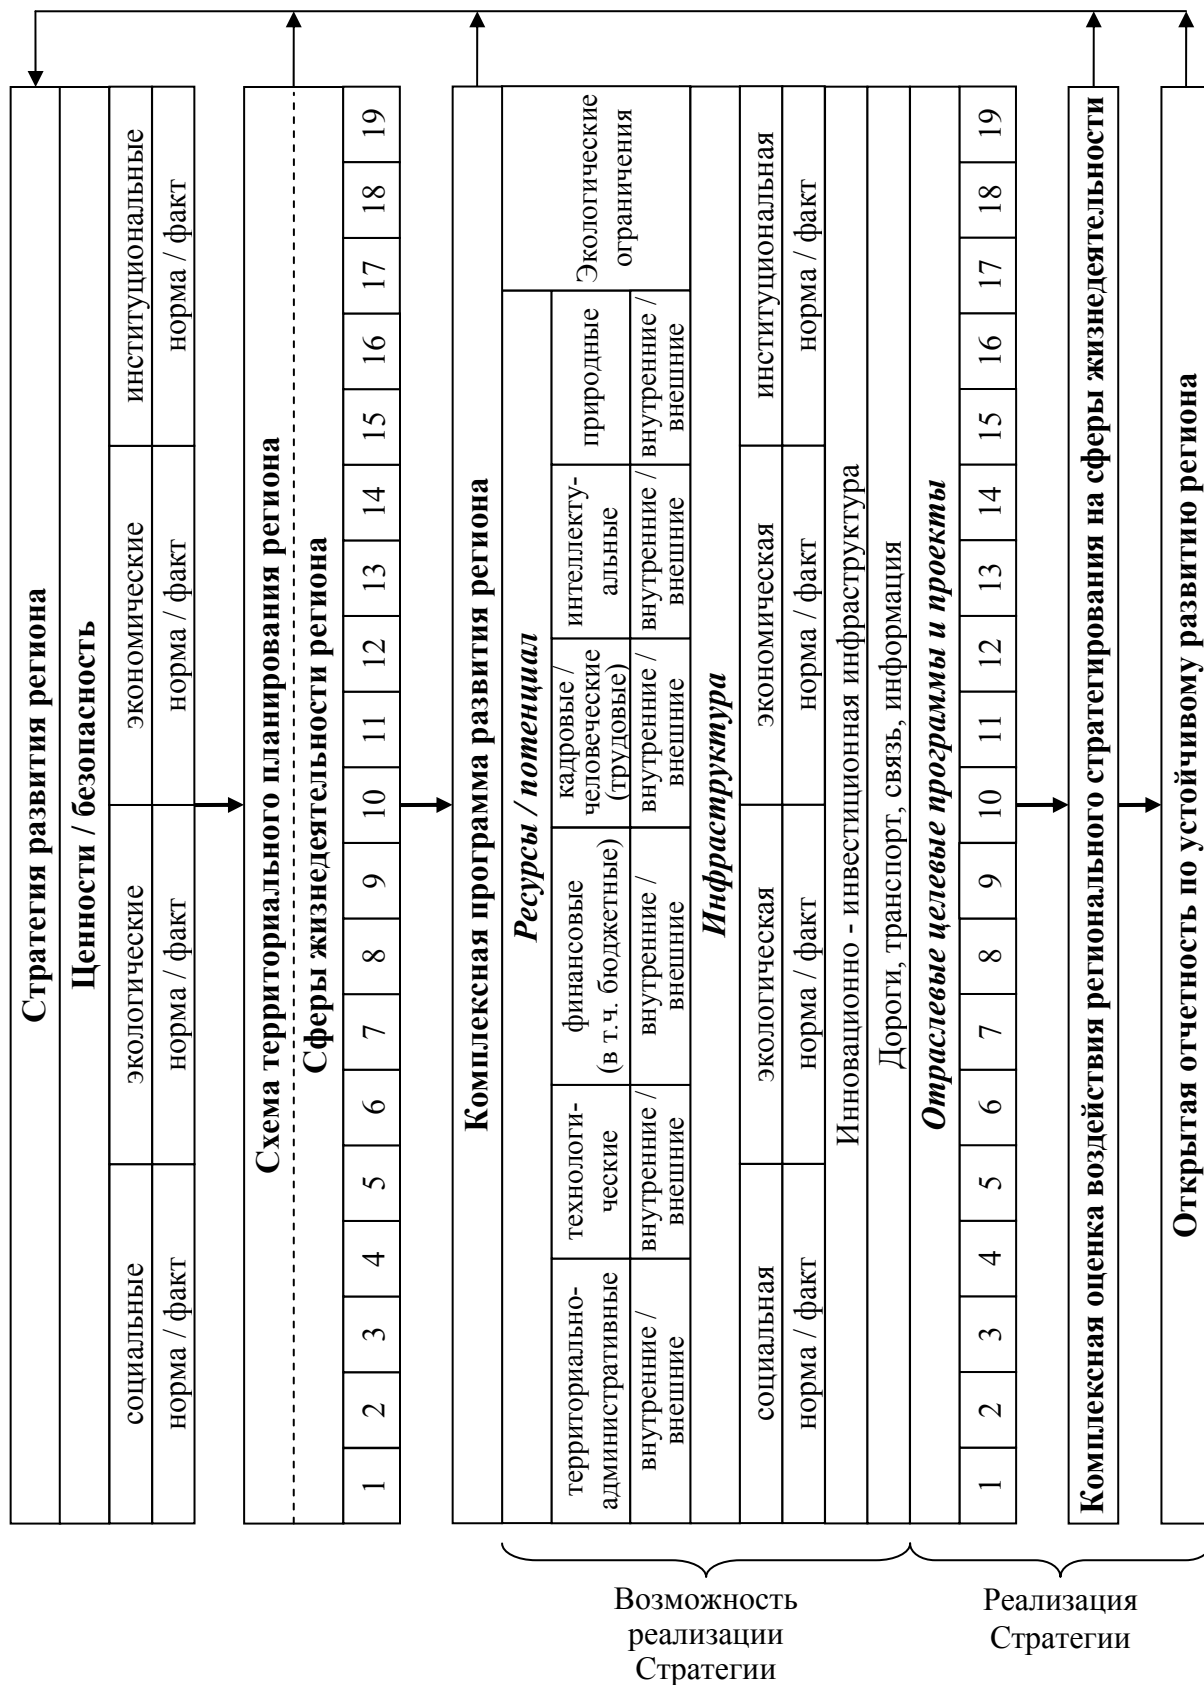 Стратегия развития региона
Ценности / безопасность
социальные
экологические
экономические
институциональные
норма / факт
норма / факт
норма / факт
норма / факт
Схема территориального планирования региона
Сферы жизнедеятельности региона
1 2 3 4 5 6 7 8 9 10 11 12 13 14 15 16 17 18 19
Комплексная программа развития региона
Ресурсы / потенциал
Экологические
ограничения
территориально-
административные
технологи-
ческие
финансовые
(в т.ч. бюджетные)
кадровые /
человеческие
(трудовые)
интеллекту-
альные
природные
внутренние /
внешние
внутренние /
внешние
внутренние /
внешние
внутренние /
внешние
внутренние /
внешние
внутренние /
внешние
Инфраструктура
социальная
экологическая
экономическая
институциональная
норма / факт
норма / факт
норма / факт
норма / факт
Инновационно - инвестиционная инфраструктура
Дороги, транспорт, связь, информация
Отраслевые целевые программы и проекты
1 2 3 4 5 6 7 8 9 10 11 12 13 14 15 16 17 18 19
Комплексная оценка воздействия регионального стратегирования на сферы жизнедеятельности
Открытая отчетность по устойчивому развитию региона
Возможность
реализации
Стратегии
Реализация
Стратегии